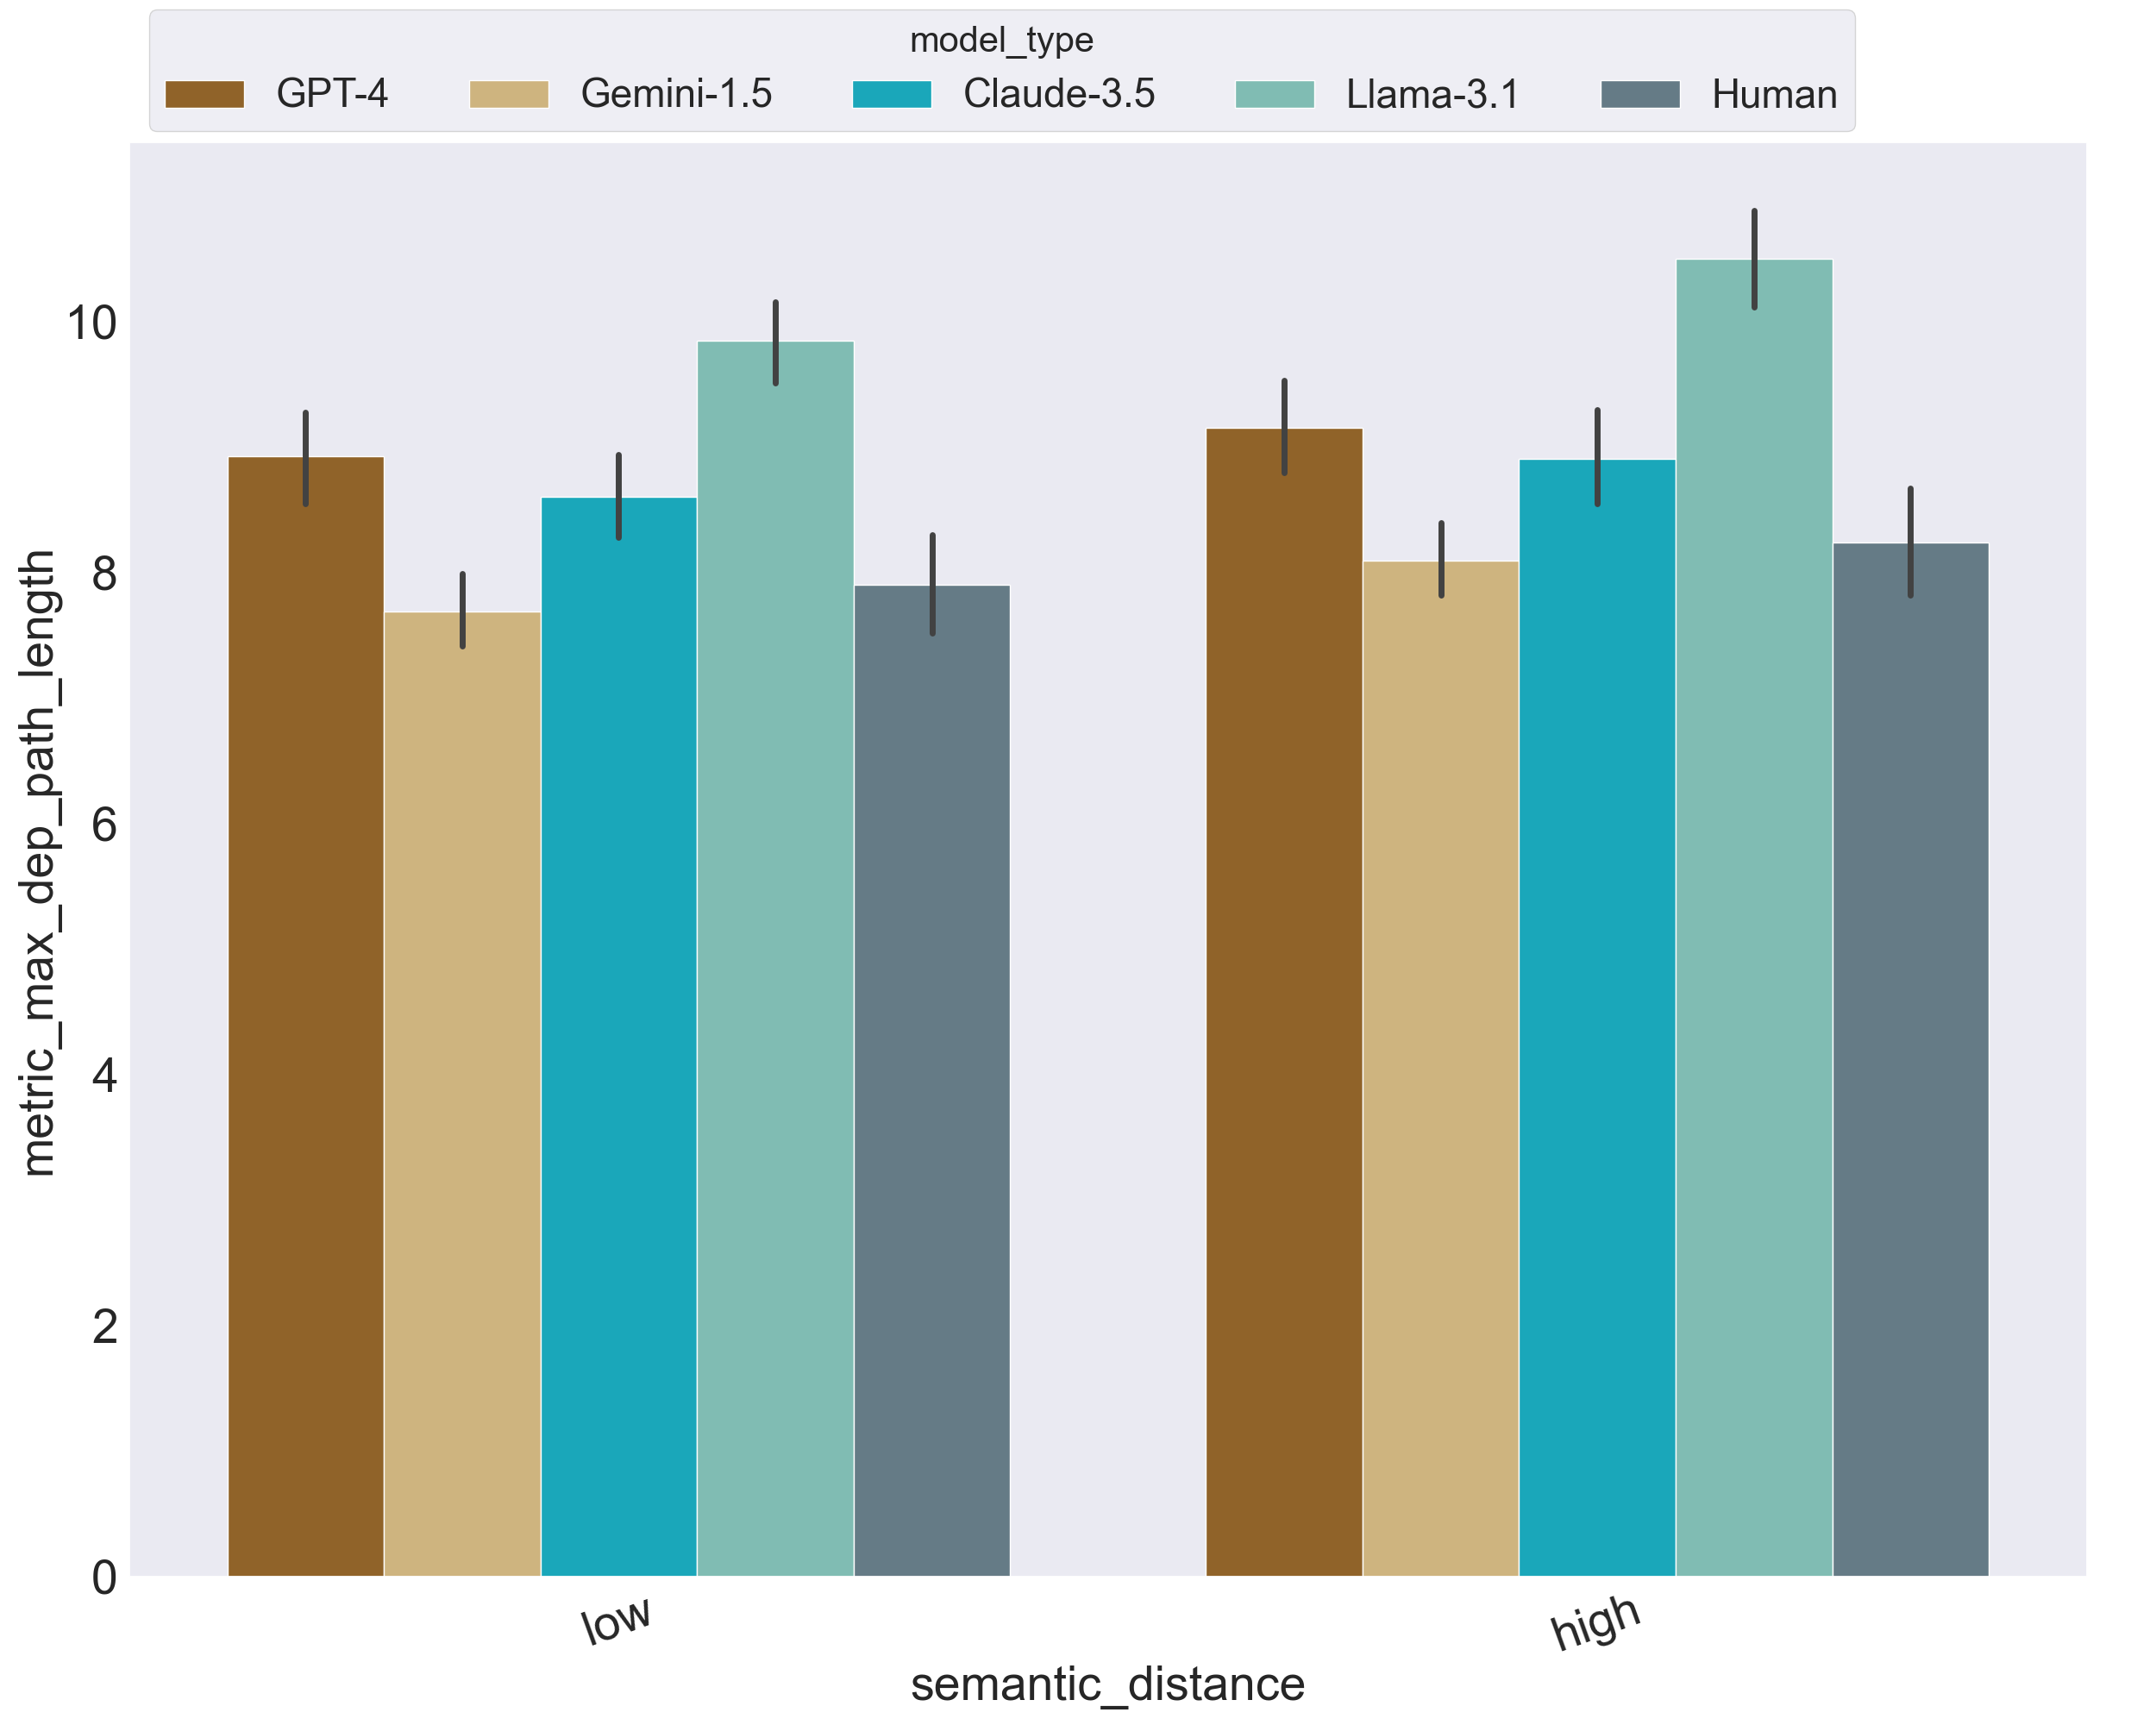 model_type
GPT-4 Gemini-1.5 Claude-3.5 Llama-3.1 Human
metric_max_dep_path_length
10
8
6
4
2
0
low high
semantic_distance